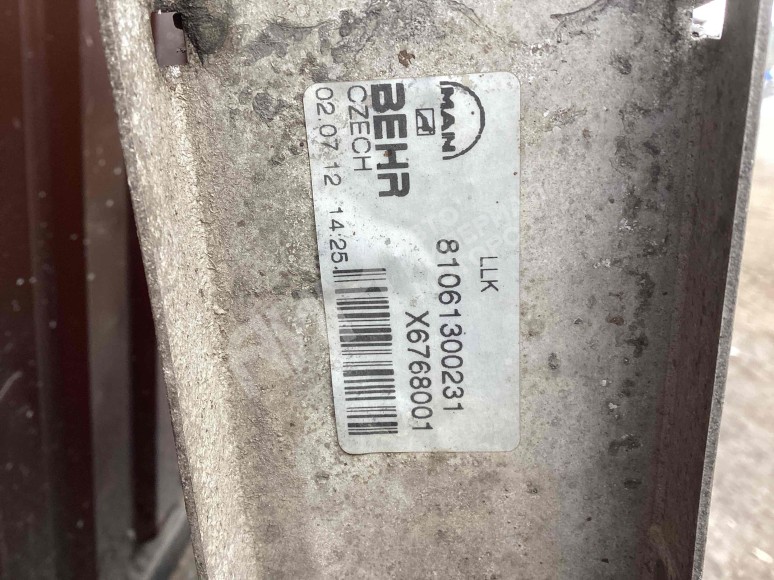 MAN
BEHR
CZECH
02.07.12 14:25
LLK
81061300231
X6768001